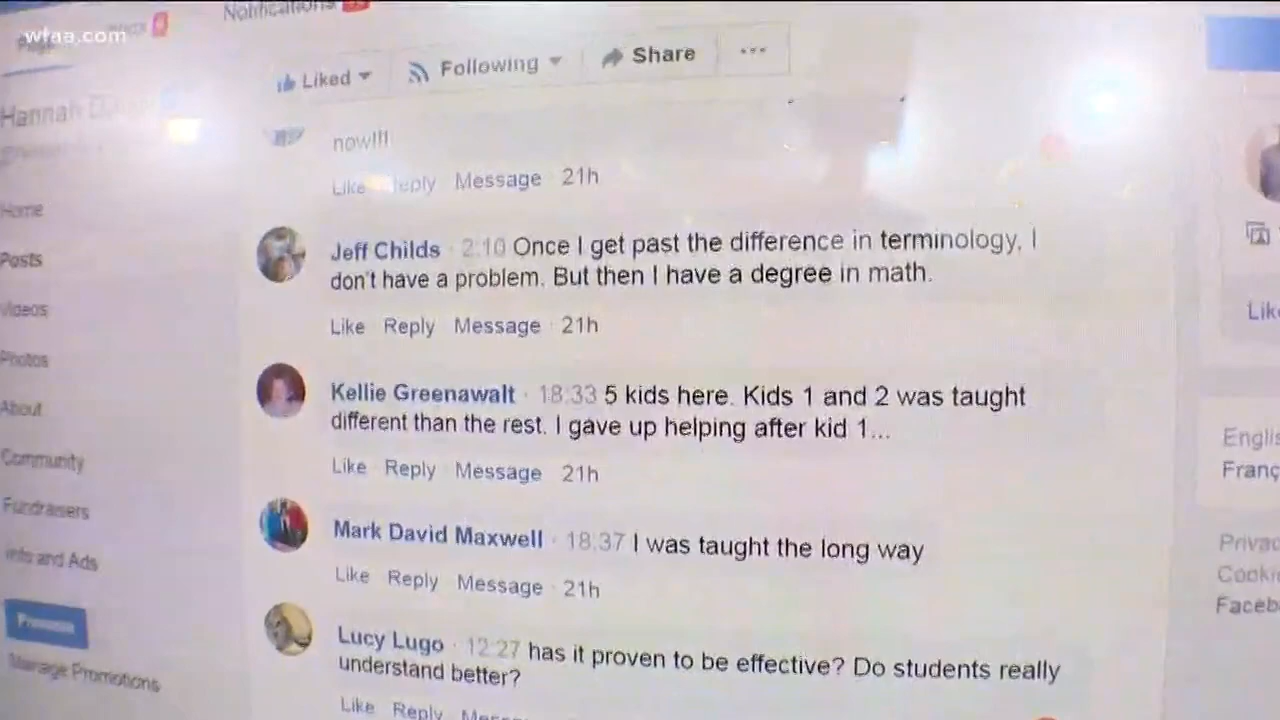 wfaa.com
Notifications
Liked Following Share ...
Hannah
now!!!
Like Reply Message 21h
Home
Posts
Videos
Photos
About
Community
Fundraisers
Info and Ads
Promote
Manage Promotions
Jeff Childs · 2:10 Once I get past the difference in terminology, I
don't have a problem. But then I have a degree in math.
Like Reply Message · 21h
Kellie Greenawalt · 18:33 5 kids here. Kids 1 and 2 was taught
different than the rest. I gave up helping after kid 1...
Like Reply Message · 21h
Mark David Maxwell · 18:37 I was taught the long way
Like Reply Message · 21h
Lucy Lugo · 12:27 has it proven to be effective? Do students really
understand better?
Like Reply
Englis
Franç
Privac
Cooki
Faceb